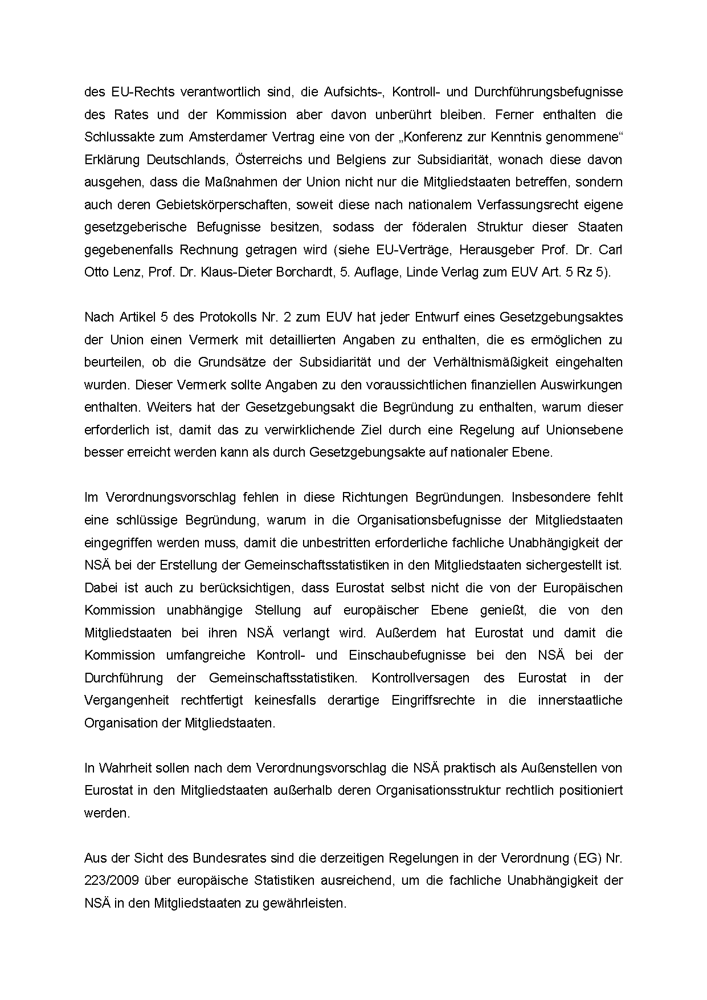 des EU-Rechts verantwortlich sind, die Aufsichts-, Kontroll- und Durchführungsbefugnisse
des Rates und der Kommission aber davon unberührt bleiben. Ferner enthalten die
Schlussakte zum Amsterdamer Vertrag eine von der „Konferenz zur Kenntnis genommene“
Erklärung Deutschlands, Österreichs und Belgiens zur Subsidiarität, wonach diese davon
ausgehen, dass die Maßnahmen der Union nicht nur die Mitgliedstaaten betreffen, sondern
auch deren Gebietskörperschaften, soweit diese nach nationalem Verfassungsrecht eigene
gesetzgeberische Befugnisse besitzen, sodass der föderalen Struktur dieser Staaten
gegebenenfalls Rechnung getragen wird (siehe EU-Verträge, Herausgeber Prof. Dr. Carl
Otto Lenz, Prof. Dr. Klaus-Dieter Borchardt, 5. Auflage, Linde Verlag zum EUV Art. 5 Rz 5).
Nach Artikel 5 des Protokolls Nr. 2 zum EUV hat jeder Entwurf eines Gesetzgebungsaktes
der Union einen Vermerk mit detaillierten Angaben zu enthalten, die es ermöglichen zu
beurteilen, ob die Grundsätze der Subsidiarität und der Verhältnismäßigkeit eingehalten
wurden. Dieser Vermerk sollte Angaben zu den voraussichtlichen finanziellen Auswirkungen
enthalten. Weiters hat der Gesetzgebungsakt die Begründung zu enthalten, warum dieser
erforderlich ist, damit das zu verwirklichende Ziel durch eine Regelung auf Unionsebene
besser erreicht werden kann als durch Gesetzgebungsakte auf nationaler Ebene.
Im Verordnungsvorschlag fehlen in diese Richtungen Begründungen. Insbesondere fehlt
eine schlüssige Begründung, warum in die Organisationsbefugnisse der Mitgliedstaaten
eingegriffen werden muss, damit die unbestritten erforderliche fachliche Unabhängigkeit der
NSÄ bei der Erstellung der Gemeinschaftsstatistiken in den Mitgliedstaaten sichergestellt ist.
Dabei ist auch zu berücksichtigen, dass Eurostat selbst nicht die von der Europäischen
Kommission unabhängige Stellung auf europäischer Ebene genießt, die von den
Mitgliedstaaten bei ihren NSÄ verlangt wird. Außerdem hat Eurostat und damit die
Kommission umfangreiche Kontroll- und Einschaubefugnisse bei den NSÄ bei der
Durchführung der Gemeinschaftsstatistiken. Kontrollversagen des Eurostat in der
Vergangenheit rechtfertigt keinesfalls derartige Eingriffsrechte in die innerstaatliche
Organisation der Mitgliedstaaten.
In Wahrheit sollen nach dem Verordnungsvorschlag die NSÄ praktisch als Außenstellen von
Eurostat in den Mitgliedstaaten außerhalb deren Organisationsstruktur rechtlich positioniert
werden.
Aus der Sicht des Bundesrates sind die derzeitigen Regelungen in der Verordnung (EG) Nr.
223/2009 über europäische Statistiken ausreichend, um die fachliche Unabhängigkeit der
NSÄ in den Mitgliedstaaten zu gewährleisten.